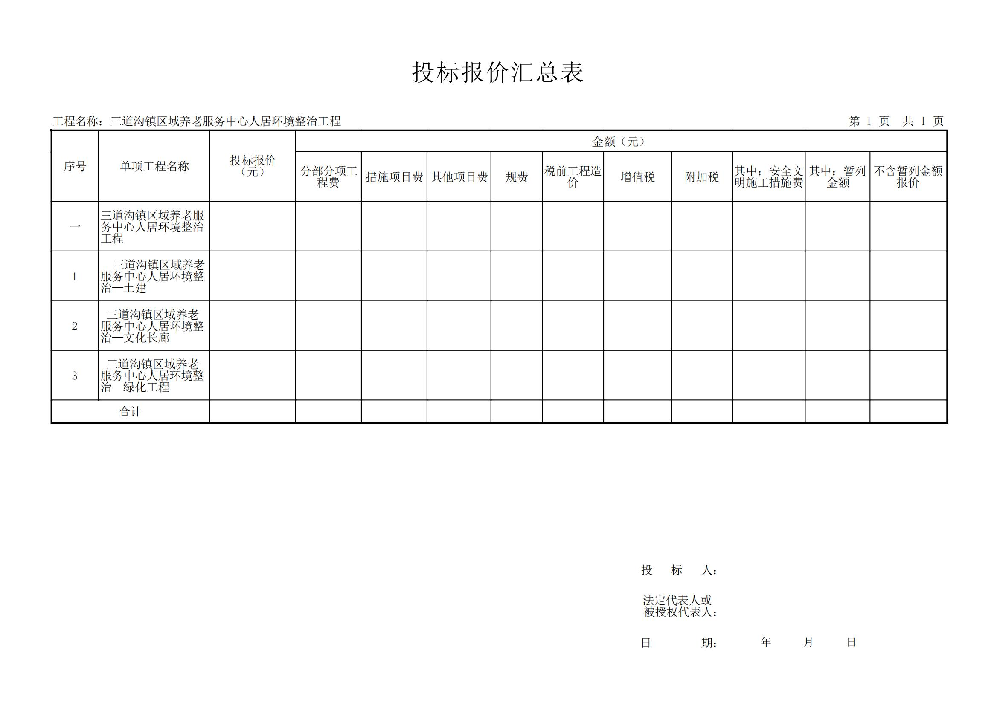 投标报价汇总表
工程名称：三道沟镇区域养老服务中心人居环境整治工程 第 1 页 共 1 页
序号
单项工程名称
投标报价
（元）
金额（元）
分部分项工
程费
措施项目费
其他项目费
规费
税前工程造
价
增值税
附加税
其中：安全文
明施工措施费
其中：暂列
金额
不含暂列金额
报价
一
三道沟镇区域养老服
务中心人居环境整治
工程
1
三道沟镇区域养老
服务中心人居环境整
治—土建
2
三道沟镇区域养老
服务中心人居环境整
治—文化长廊
3
三道沟镇区域养老
服务中心人居环境整
治—绿化工程
合计
投 标 人：
法定代表人或
被授权代表人：
日 期： 年 月 日